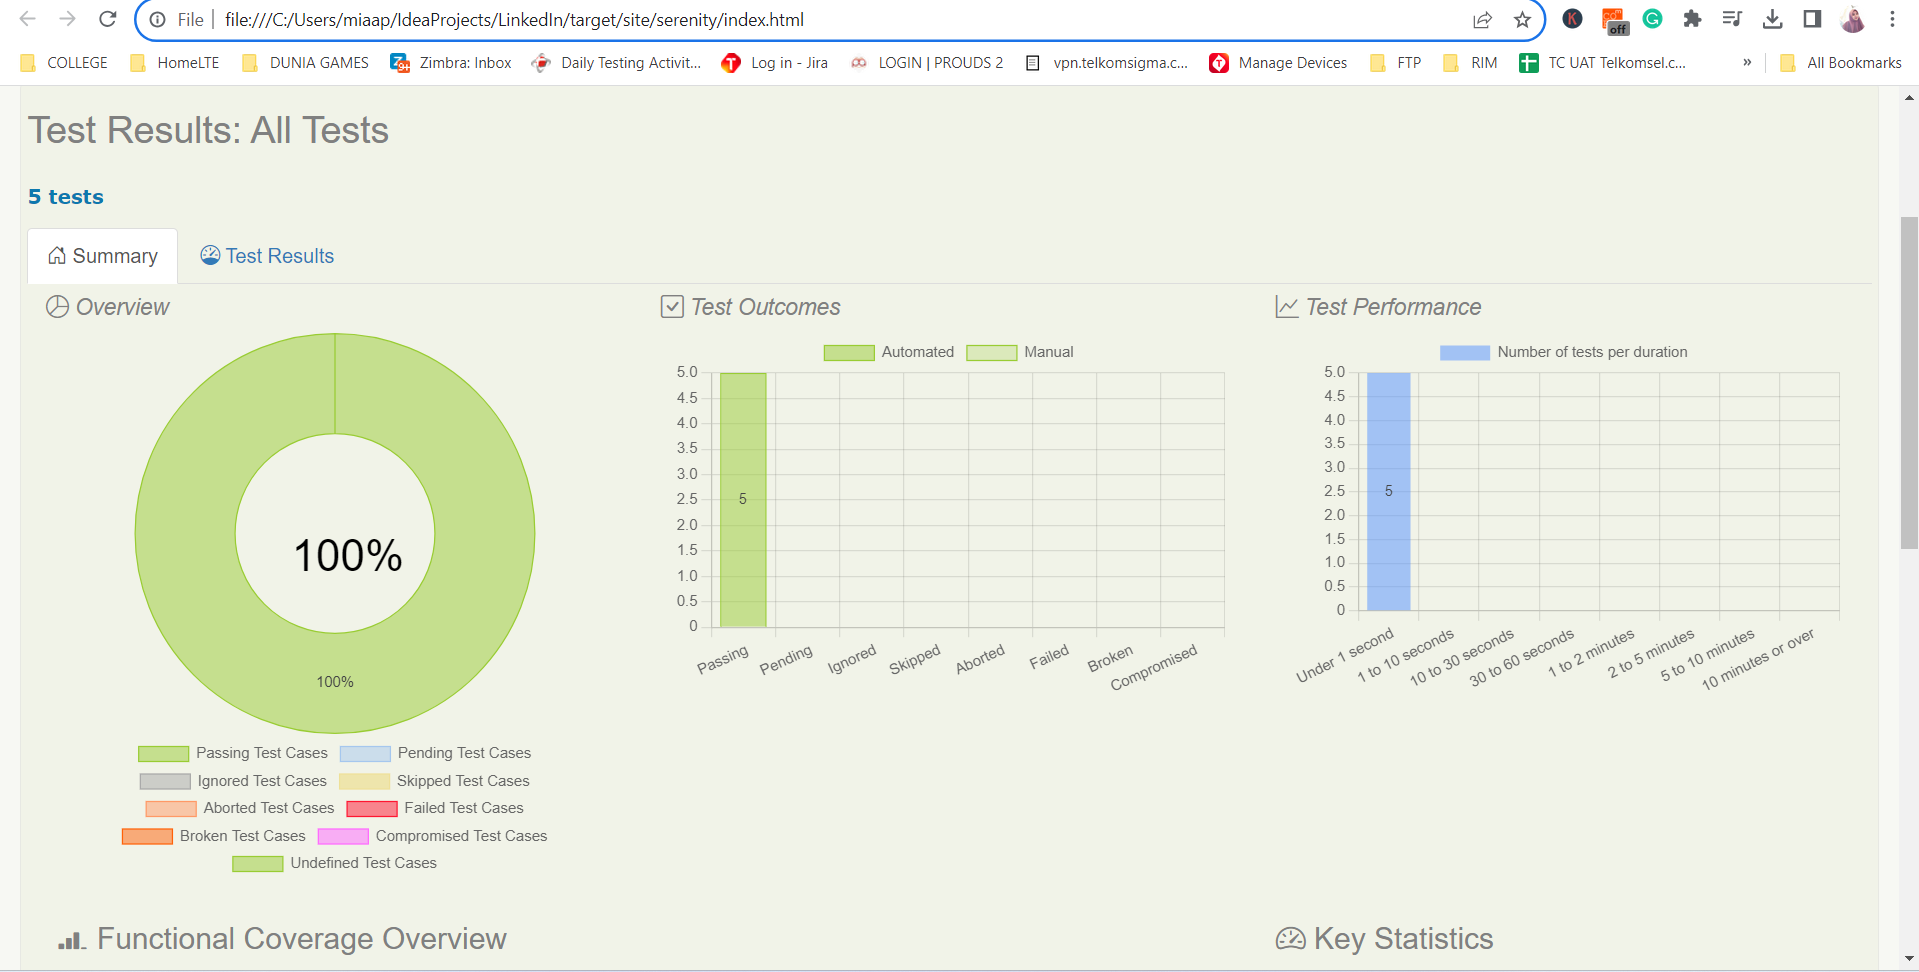 File file:///C:/Users/miaap/IdeaProjects/LinkedIn/target/site/serenity/index.html
off
COLLEGE HomeLTE DUNIA GAMES Zimbra: Inbox Daily Testing Activit... Log in - Jira LOGIN | PROUDS 2 vpn.telkomsigma.c... Manage Devices FTP RIM TC UAT Telkomsel.c... » All Bookmarks
Test Results: All Tests
5 tests
Summary Test Results
Overview
100%
100%
Passing Test Cases Pending Test Cases
Ignored Test Cases Skipped Test Cases
Aborted Test Cases Failed Test Cases
Broken Test Cases Compromised Test Cases
Undefined Test Cases
Test Outcomes
Automated Manual
5.0
4.5
4.0
3.5
3.0
2.5
2.0
1.5
1.0
0.5
0
5
Passing Pending Ignored Skipped Aborted Failed Broken Compromised
Test Performance
Number of tests per duration
5.0
4.5
4.0
3.5
3.0
2.5
2.0
1.5
1.0
0.5
0
5
Under 1 second 1 to 10 seconds 10 to 30 seconds 30 to 60 seconds 1 to 2 minutes 2 to 5 minutes 5 to 10 minutes 10 minutes or over
Functional Coverage Overview
Key Statistics